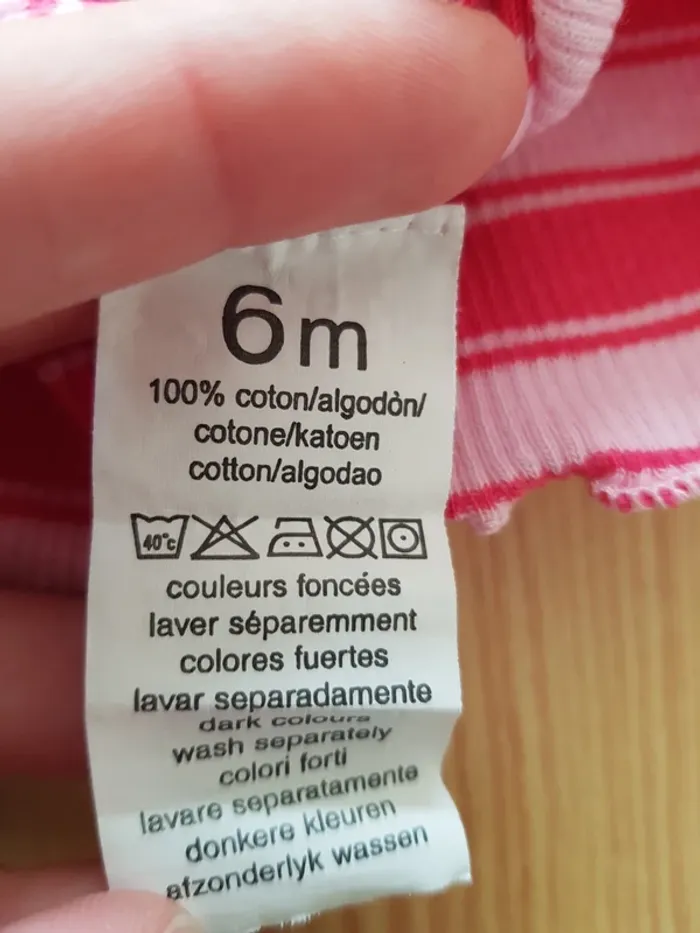 6m
100% coton/algodòn/
cotone/katoen
cotton/algodao
40°c
couleurs foncées
laver séparemment
colores fuertes
lavar separadamente
dark colours
wash separately
colori forti
lavare separatamente
donkere kleuren
afzonderlyk wassen